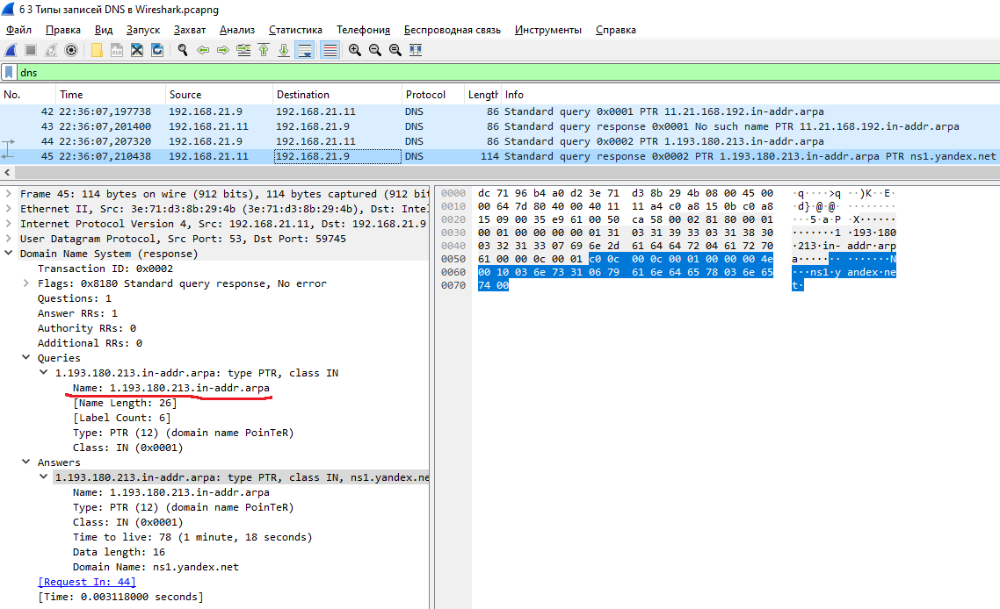 6 3 Типы записей DNS в Wireshark.pcapng
Файл Правка Вид Запуск Захват Анализ Статистика Телефония Беспроводная связь Инструменты Справка
dns
No. Time Source Destination Protocol Length Info
42 22:36:07,197738 192.168.21.9 192.168.21.11 DNS 86 Standard query 0x0001 PTR 11.21.168.192.in-addr.arpa
43 22:36:07,201400 192.168.21.11 192.168.21.9 DNS 86 Standard query response 0x0001 No such name PTR 11.21.168.192.in-addr.arpa
44 22:36:07,207320 192.168.21.9 192.168.21.11 DNS 86 Standard query 0x0002 PTR 1.193.180.213.in-addr.arpa
45 22:36:07,210438 192.168.21.11 192.168.21.9 DNS 114 Standard query response 0x0002 PTR 1.193.180.213.in-addr.arpa PTR ns1.yandex.net
Frame 45: 114 bytes on wire (912 bits), 114 bytes captured (912 bit
Ethernet II, Src: 3e:71:d3:8b:29:4b (3e:71:d3:8b:29:4b), Dst: Inte
Internet Protocol Version 4, Src: 192.168.21.11, Dst: 192.168.21.9
User Datagram Protocol, Src Port: 53, Dst Port: 59745
Domain Name System (response)
Transaction ID: 0x0002
Flags: 0x8180 Standard query response, No error
Questions: 1
Answer RRs: 1
Authority RRs: 0
Additional RRs: 0
Queries
1.193.180.213.in-addr.arpa: type PTR, class IN
Name: 1.193.180.213.in-addr.arpa
[Name Length: 26]
[Label Count: 6]
Type: PTR (12) (domain name PoinTeR)
Class: IN (0x0001)
Answers
1.193.180.213.in-addr.arpa: type PTR, class IN, ns1.yandex.ne
Name: 1.193.180.213.in-addr.arpa
Type: PTR (12) (domain name PoinTeR)
Class: IN (0x0001)
Time to live: 78 (1 minute, 18 seconds)
Data length: 16
Domain Name: ns1.yandex.net
[Request In: 44]
[Time: 0.003118000 seconds]
0000 dc 71 96 b4 a0 d2 3e 71 d3 8b 29 4b 08 00 45 00 ·q····>q ··)K··E·
0010 00 64 7d 80 40 00 40 11 11 a4 c0 a8 15 0b c0 a8 ·d}·@·@· ········
0020 15 09 00 35 e9 61 00 50 ca 58 00 02 81 80 00 01 ···5·a·P ·X······
0030 00 01 00 00 00 00 01 31 03 31 39 33 03 31 38 30 ·······1 ·193·180
0040 03 32 31 33 07 69 6e 2d 61 64 64 72 04 61 72 70 ·213·in- addr·arp
0050 61 00 00 0c 00 01 c0 0c 00 0c 00 01 00 00 00 4e a······· ·······N
0060 00 10 03 6e 73 31 06 79 61 6e 64 65 78 03 6e 65 ···ns1·y andex·ne
0070 74 00 t·